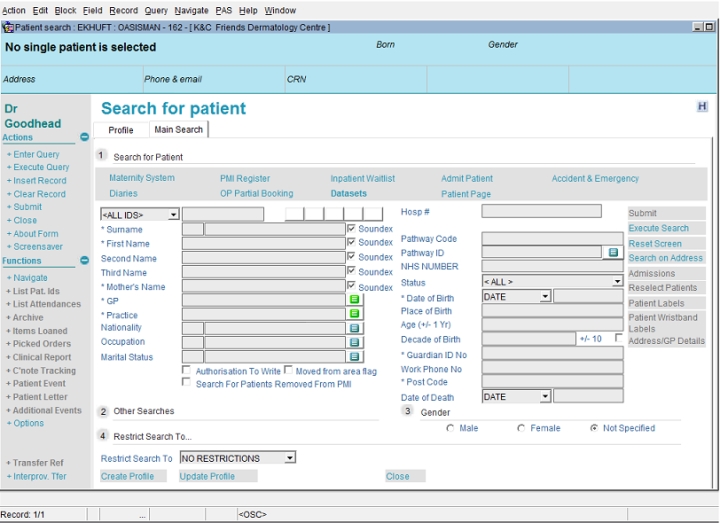 Action Edit Block Field Record Query Navigate PAS Help Window
Patient search : EKHUFT : OASISMAN - 162 - [ K&C Friends Dermatology Centre ]
No single patient is selected
Born
Gender
Address
Phone & email
CRN
Dr Goodhead
Actions
+ Enter Query
+ Execute Query
+ Insert Record
+ Clear Record
+ Submit
+ Close
+ About Form
+ Screensaver
Functions
+ Navigate
+ List Pat. Ids
+ List Attendances
+ Archive
+ Items Loaned
+ Picked Orders
+ Clinical Report
+ C'note Tracking
+ Patient Event
+ Patient Letter
+ Additional Events
+ Options
+ Transfer Ref
+ Interprov. Tfer
Search for patient
H
Profile Main Search
1 Search for Patient
Maternity System PMI Register Inpatient Waitlist Admit Patient Accident & Emergency
Diaries OP Partial Booking Datasets Patient Page
<ALL IDS>
* Surname Soundex
* First Name Soundex
Second Name Soundex
Third Name Soundex
* Mother's Name Soundex
* GP
* Practice
Nationality
Occupation
Marital Status
Authorisation To Write Moved from area flag
Search For Patients Removed From PMI
Hosp #
Pathway Code
Pathway ID
NHS NUMBER
Status < ALL >
* Date of Birth DATE
Place of Birth
Age (+/- 1 Yr)
Decade of Birth +/- 10
* Guardian ID No
Work Phone No
* Post Code
Date of Death DATE
Submit
Execute Search
Reset Screen
Search on Address
Admissions
Reselect Patients
Patient Labels
Patient Wristband Labels
Address/GP Details
2 Other Searches
3 Gender
Male Female Not Specified
4 Restrict Search To...
Restrict Search To NO RESTRICTIONS
Create Profile Update Profile Close
Record: 1/1 ... <OSC>